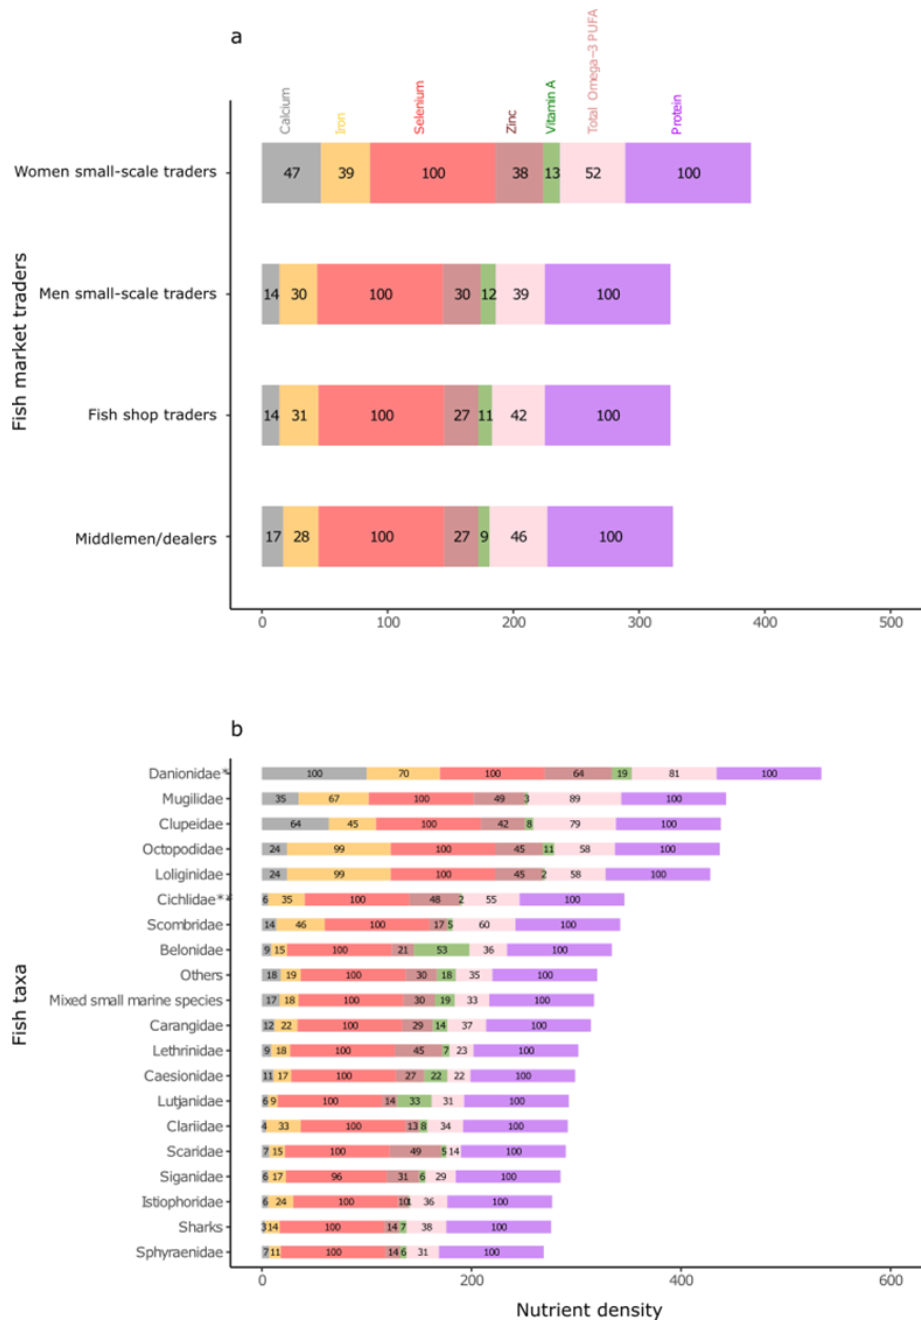 a
Calcium
Iron
Selenium
Zinc
Vitamin A
Total Omega-3 PUFA
Protein
Fish market traders
Women small-scale traders 47 39 100 38 13 52 100
Men small-scale traders 14 30 100 30 12 39 100
Fish shop traders 14 31 100 27 11 42 100
Middlemen/dealers 17 28 100 27 9 46 100
0 100 200 300 400 500
b
Fish taxa
Danionidae* 100 70 100 64 19 81 100
Mugilidae 35 67 100 49 3 89 100
Clupeidae 64 45 100 42 8 79 100
Octopodidae 24 99 100 45 11 58 100
Loliginidae 24 99 100 45 2 58 100
Cichlidae** 6 35 100 48 2 55 100
Scombridae 14 46 100 17 5 60 100
Belonidae 9 15 100 21 53 36 100
Others 18 19 100 30 18 35 100
Mixed small marine species 17 18 100 30 19 33 100
Carangidae 12 22 100 29 14 37 100
Lethrinidae 9 18 100 45 7 23 100
Caesionidae 11 17 100 27 22 22 100
Lutjanidae 6 9 100 14 33 31 100
Clariidae 4 33 100 13 8 34 100
Scaridae 7 15 100 49 5 14 100
Siganidae 6 17 96 31 6 29 100
Istiophoridae 6 24 100 10 36 100
Sharks 3 14 100 14 7 38 100
Sphyraenidae 7 11 100 14 6 31 100
0 200 400 600
Nutrient density